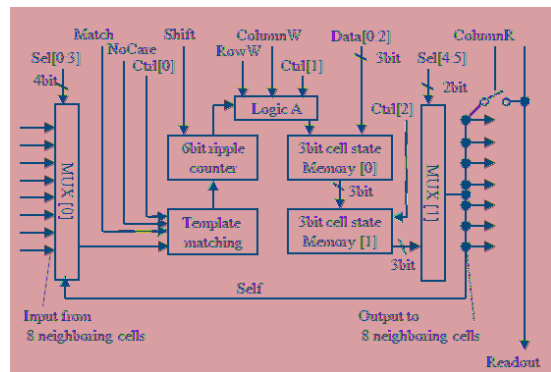 Match
NoCare
Shift
ColumnW
RowW
Data[0:2]
ColumnR
Sel[0:3]
Ctrl[0]
Ctrl[1]
3bit
Sel[4:5]
4bit
2bit
Logic A
Ctrl[2]
MUX [0]
6bit ripple
counter
3bit cell state
Memory [0]
MUX [1]
3bit
Template
matching
3bit cell state
Memory [1]
3bit
Self
Input from
8 neighboring cells
Output to
8 neighboring cells
Readout